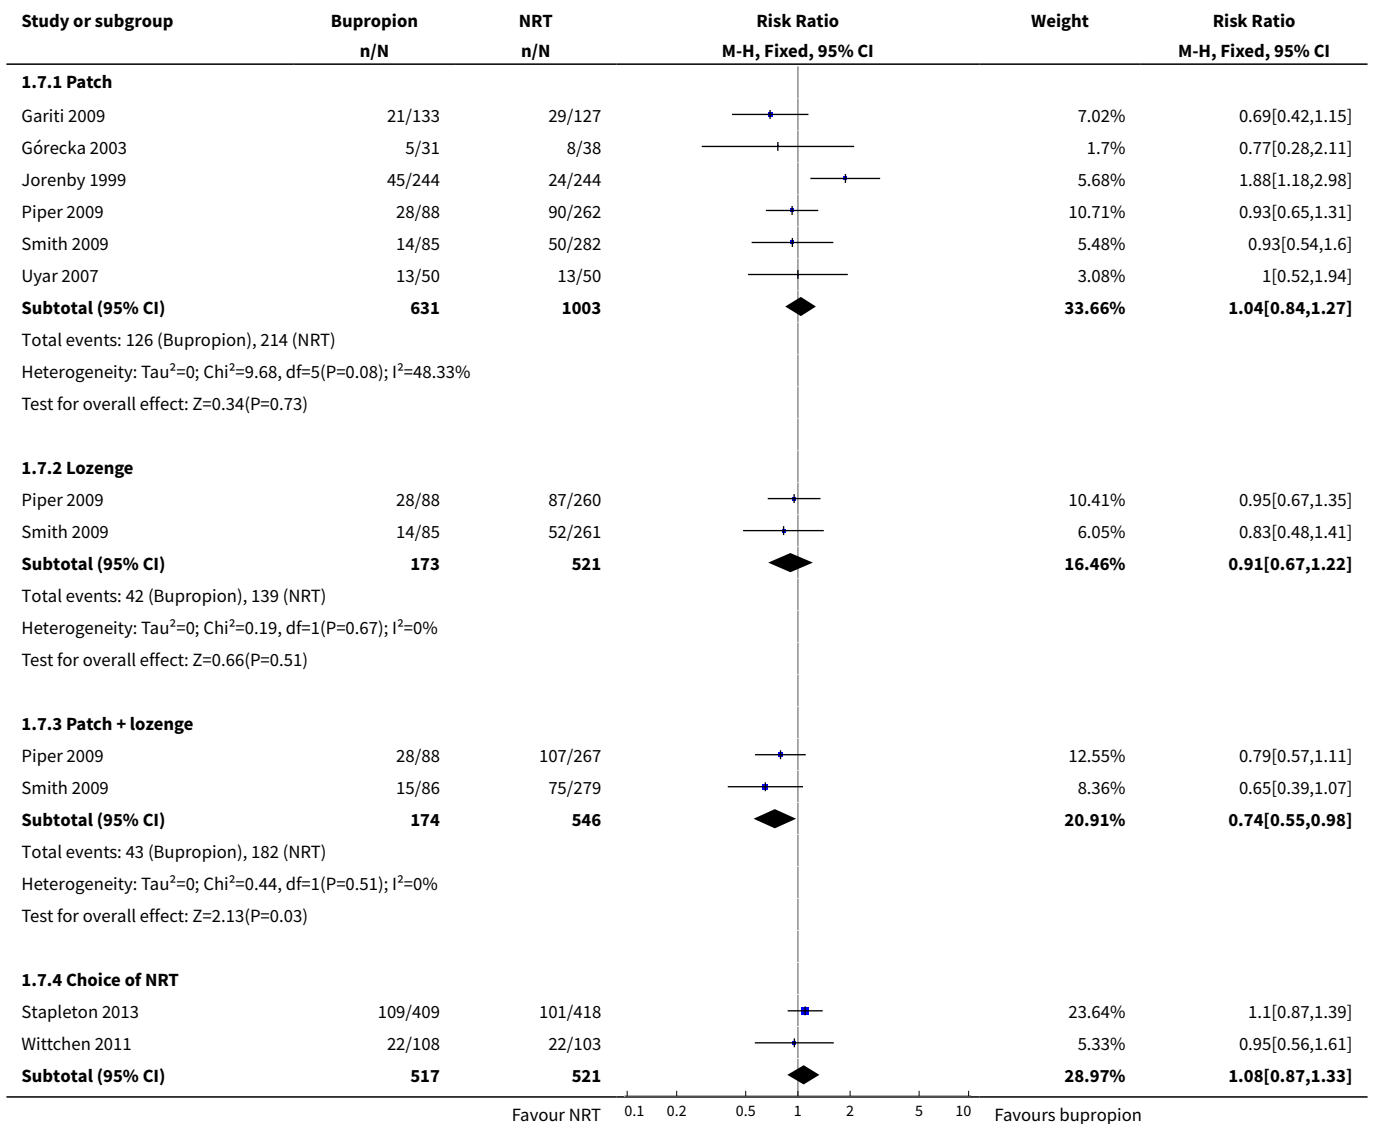 Study or subgroup Bupropion NRT Risk Ratio Weight Risk Ratio
n/N n/N M-H, Fixed, 95% CI M-H, Fixed, 95% CI
1.7.1 Patch
Gariti 2009 21/133 29/127 7.02% 0.69[0.42,1.15]
Górecka 2003 5/31 8/38 1.7% 0.77[0.28,2.11]
Jorenby 1999 45/244 24/244 5.68% 1.88[1.18,2.98]
Piper 2009 28/88 90/262 10.71% 0.93[0.65,1.31]
Smith 2009 14/85 50/282 5.48% 0.93[0.54,1.6]
Uyar 2007 13/50 13/50 3.08% 1[0.52,1.94]
Subtotal (95% CI) 631 1003 33.66% 1.04[0.84,1.27]
Total events: 126 (Bupropion), 214 (NRT)
Heterogeneity: Tau²=0; Chi²=9.68, df=5(P=0.08); I²=48.33%
Test for overall effect: Z=0.34(P=0.73)
1.7.2 Lozenge
Piper 2009 28/88 87/260 10.41% 0.95[0.67,1.35]
Smith 2009 14/85 52/261 6.05% 0.83[0.48,1.41]
Subtotal (95% CI) 173 521 16.46% 0.91[0.67,1.22]
Total events: 42 (Bupropion), 139 (NRT)
Heterogeneity: Tau²=0; Chi²=0.19, df=1(P=0.67); I²=0%
Test for overall effect: Z=0.66(P=0.51)
1.7.3 Patch + lozenge
Piper 2009 28/88 107/267 12.55% 0.79[0.57,1.11]
Smith 2009 15/86 75/279 8.36% 0.65[0.39,1.07]
Subtotal (95% CI) 174 546 20.91% 0.74[0.55,0.98]
Total events: 43 (Bupropion), 182 (NRT)
Heterogeneity: Tau²=0; Chi²=0.44, df=1(P=0.51); I²=0%
Test for overall effect: Z=2.13(P=0.03)
1.7.4 Choice of NRT
Stapleton 2013 109/409 101/418 23.64% 1.1[0.87,1.39]
Wittchen 2011 22/108 22/103 5.33% 0.95[0.56,1.61]
Subtotal (95% CI) 517 521 28.97% 1.08[0.87,1.33]
Favour NRT 0.1 0.2 0.5 1 2 5 10 Favours bupropion